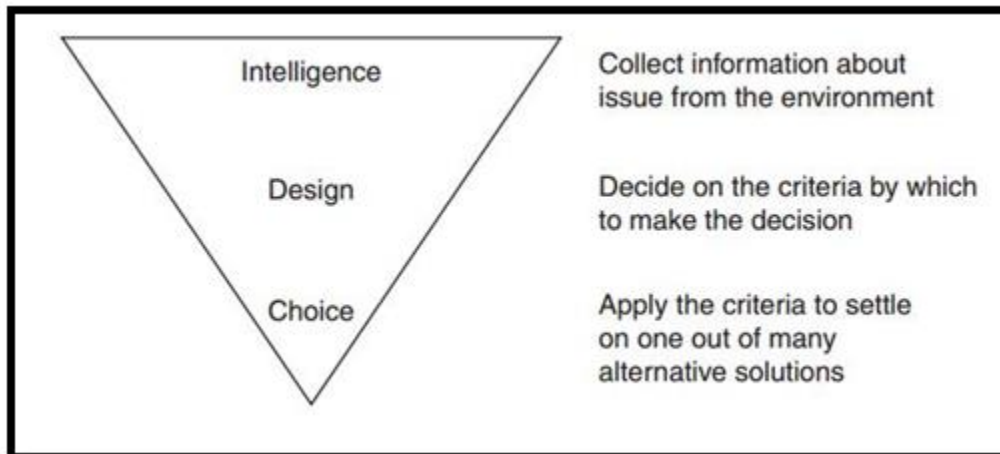 Intelligence
Collect information about
issue from the environment
Design
Decide on the criteria by which
to make the decision
Choice
Apply the criteria to settle
on one out of many
alternative solutions